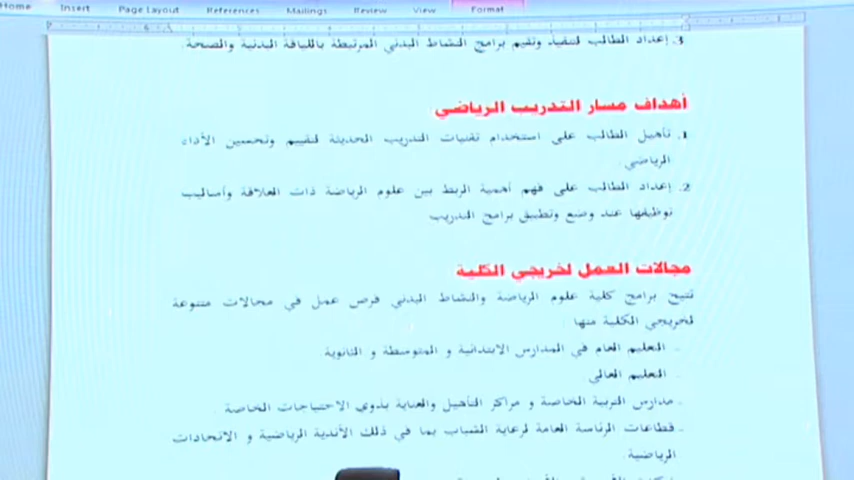 Home Insert Page Layout References Mailings Review View Format
3. إعداد الطالب لتنفيذ وتقييم برامج النشاط البدني المرتبطة باللياقة البدنية والصحة.
أهداف مسار التدريب الرياضي
1. تأهيل الطالب على استخدام تقنيات التدريب الحديثة لتقييم وتحسين الأداء
الرياضي.
2. إعداد الطالب على فهم أهمية الربط بين علوم الرياضة ذات العلاقة وأساليب
توظيفها عند وضع وتطبيق برامج التدريب
مجالات العمل لخريجي الكلية
تتيح برامج كلية علوم الرياضة والنشاط البدني فرص عمل في مجالات متنوعة
لخريجي الكلية منها :
- التعليم العام في المدارس الابتدائية و المتوسطة و الثانوية
- التعليم العالي
- مدارس التربية الخاصة و مراكز التأهيل والعناية بذوي الاحتياجات الخاصة .
- قطاعات الرئاسة العامة لرعاية الشباب بما في ذلك الأندية الرياضية و الاتحادات
الرياضية.